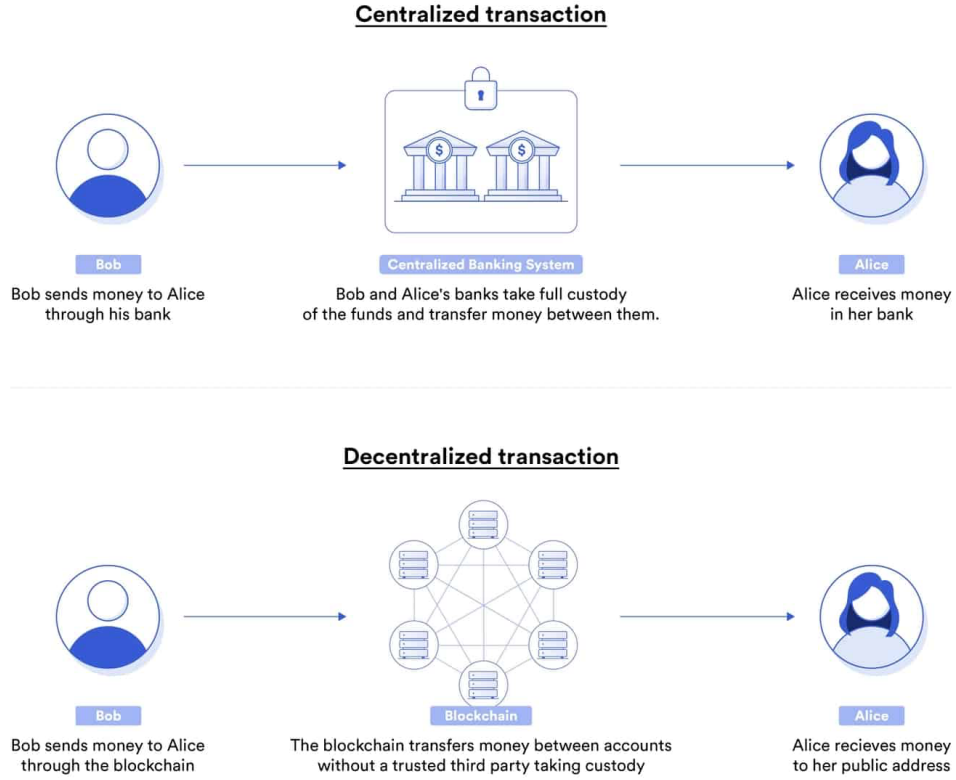 Centralized transaction
$ $
Bob
Centralized Banking System
Alice
Bob sends money to Alice
through his bank
Bob and Alice's banks take full custody
of the funds and transfer money between them.
Alice receives money
in her bank
Decentralized transaction
Bob
Blockchain
Alice
Bob sends money to Alice
through the blockchain
The blockchain transfers money between accounts
without a trusted third party taking custody
Alice recieves money
to her public address